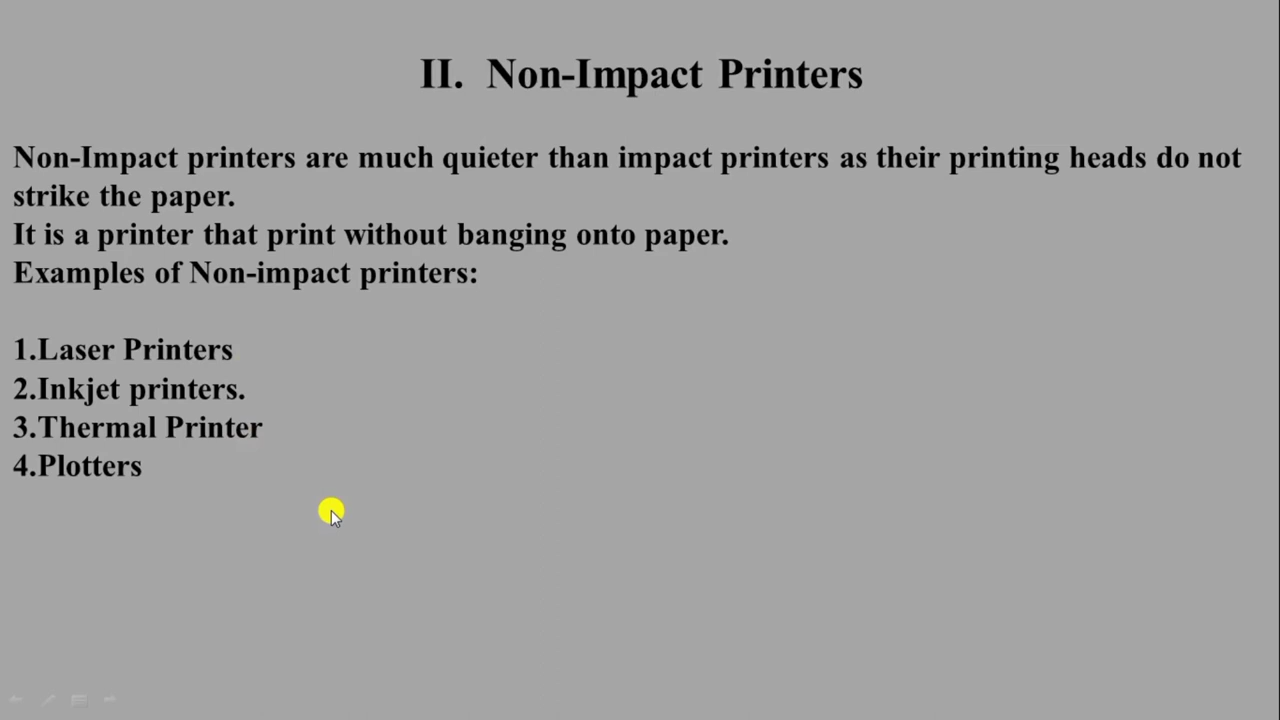 II. Non-Impact Printers
Non-Impact printers are much quieter than impact printers as their printing heads do not
strike the paper.
It is a printer that print without banging onto paper.
Examples of Non-impact printers:
1.Laser Printers
2.Inkjet printers.
3.Thermal Printer
4.Plotters